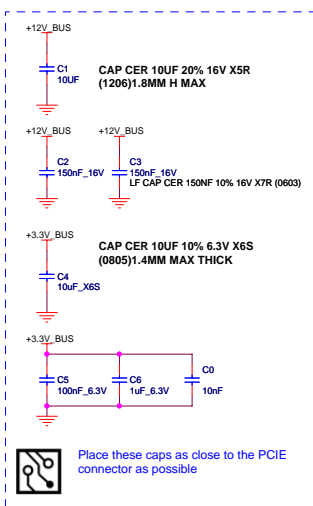 +12V_BUS
C1
10UF
CAP CER 10UF 20% 16V X5R
(1206)1.8MM H MAX
+12V_BUS
+12V_BUS
C2
150nF_16V
C3
150nF_16V
LF CAP CER 150NF 10% 16V X7R (0603)
+3.3V_BUS
CAP CER 10UF 10% 6.3V X6S
(0805)1.4MM MAX THICK
C4
10uF_X6S
+3.3V_BUS
C5
100nF_6.3V
C6
1uF_6.3V
C0
10nF
Place these caps as close to the PCIE
connector as possible